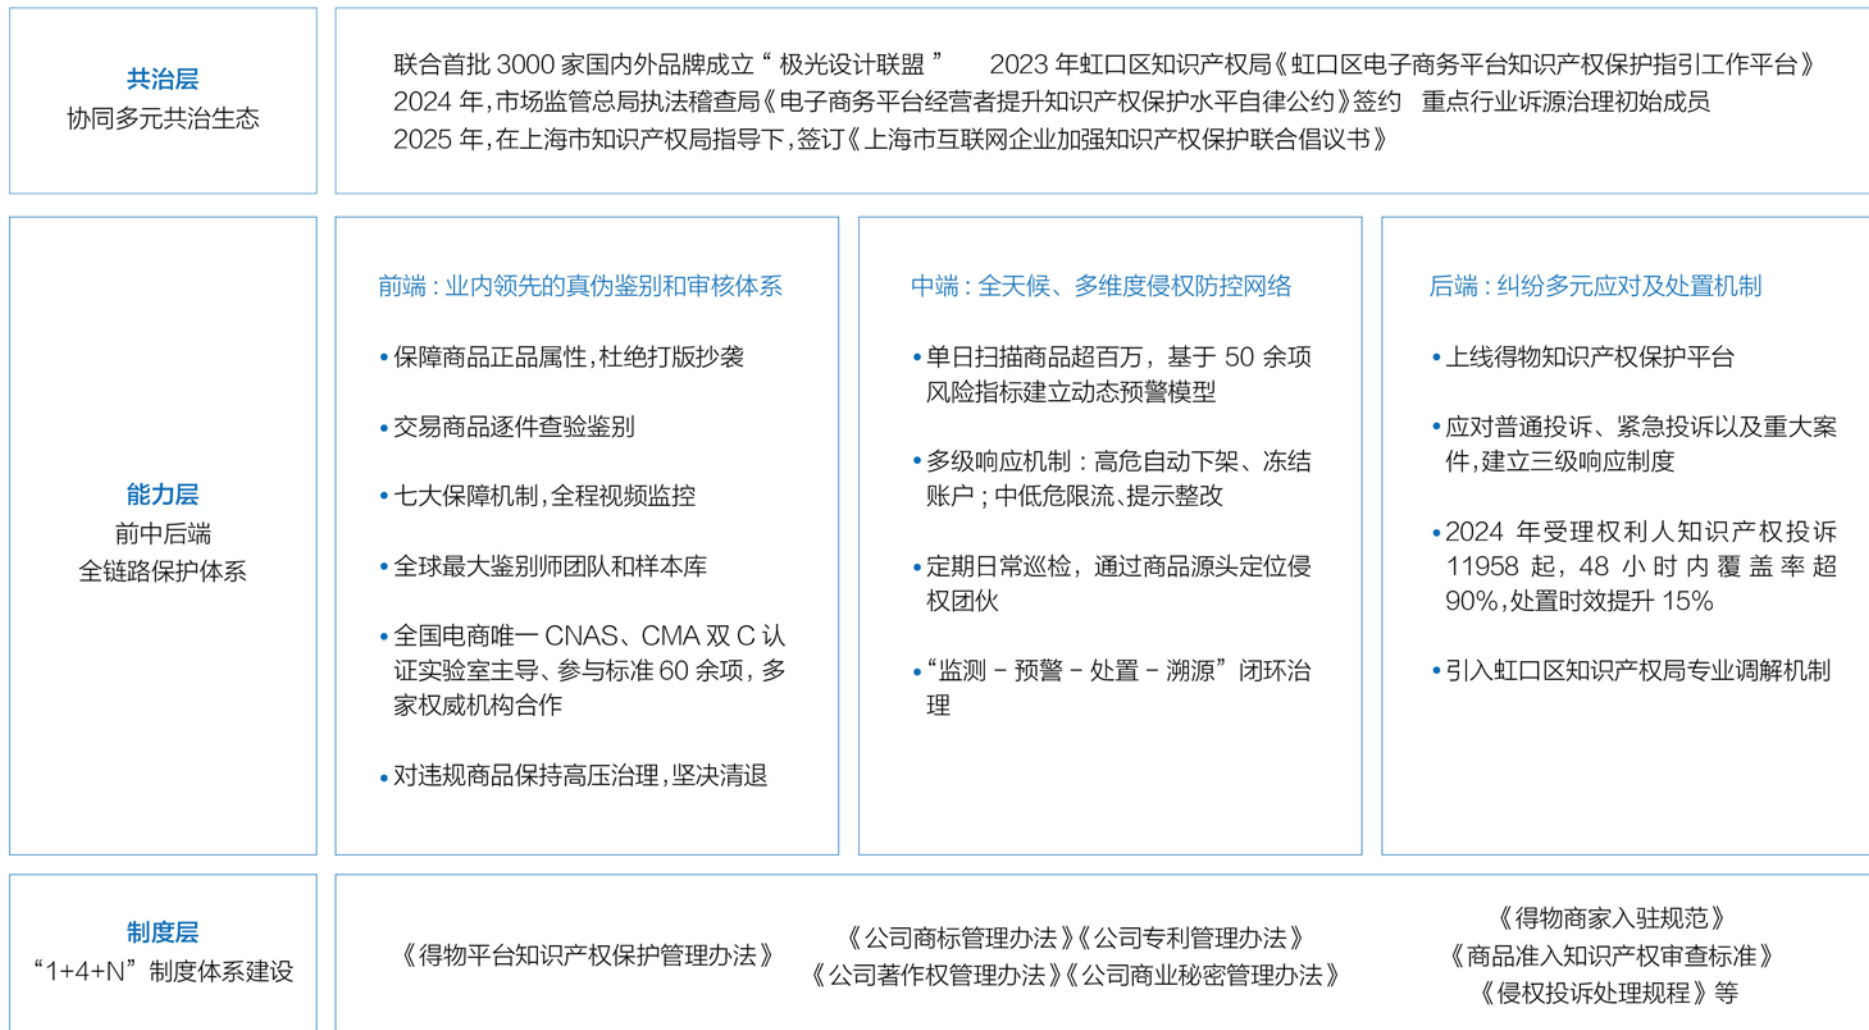 共治层
协同多元共治生态
联合首批 3000 家国内外品牌成立“极光设计联盟” 2023 年虹口区知识产权局《虹口区电子商务平台知识产权保护指引工作平台》
2024 年,市场监管总局执法稽查局《电子商务平台经营者提升知识产权保护水平自律公约》签约 重点行业诉源治理初始成员
2025 年,在上海市知识产权局指导下,签订《上海市互联网企业加强知识产权保护联合倡议书》
能力层
前中后端
全链路保护体系
前端:业内领先的真伪鉴别和审核体系
•保障商品正品属性,杜绝打版抄袭
•交易商品逐件查验鉴别
•七大保障机制,全程视频监控
•全球最大鉴别师团队和样本库
•全国电商唯一 CNAS、CMA 双 C 认
证实验室主导、参与标准 60 余项,多
家权威机构合作
•对违规商品保持高压治理,坚决清退
中端:全天候、多维度侵权防控网络
•单日扫描商品超百万,基于 50 余项
风险指标建立动态预警模型
•多级响应机制:高危自动下架、冻结
账户;中低危限流、提示整改
•定期日常巡检,通过商品源头定位侵
权团伙
•“监测 – 预警 – 处置 – 溯源”闭环治
理
后端:纠纷多元应对及处置机制
•上线得物知识产权保护平台
•应对普通投诉、紧急投诉以及重大案
件,建立三级响应制度
•2024 年受理权利人知识产权投诉
11958 起,48 小时内覆盖率超
90%,处置时效提升 15%
•引入虹口区知识产权局专业调解机制
制度层
“1+4+N”制度体系建设
《得物平台知识产权保护管理办法》
《公司商标管理办法》《公司专利管理办法》
《公司著作权管理办法》《公司商业秘密管理办法》
《得物商家入驻规范》
《商品准入知识产权审查标准》
《侵权投诉处理规程》等